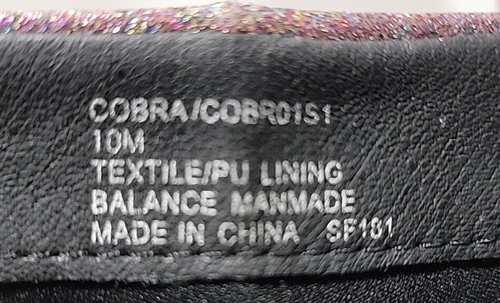 COBRA/COBR01S1
10M
TEXTILE/PU LINING
BALANCE MANMADE
MADE IN CHINA SF181